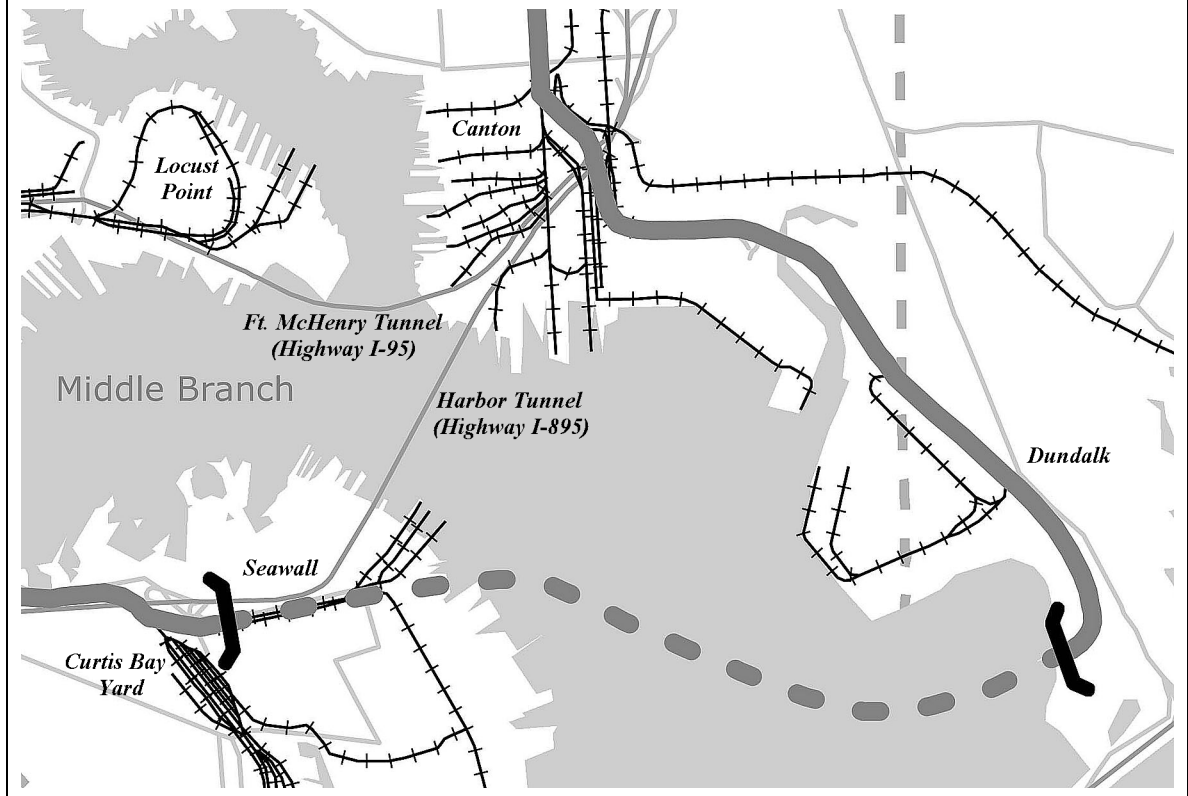 Canton
Locust
Point
Ft. McHenry Tunnel
(Highway I-95)
Middle Branch
Harbor Tunnel
(Highway I-895)
Dundalk
Seawall
Curtis Bay
Yard